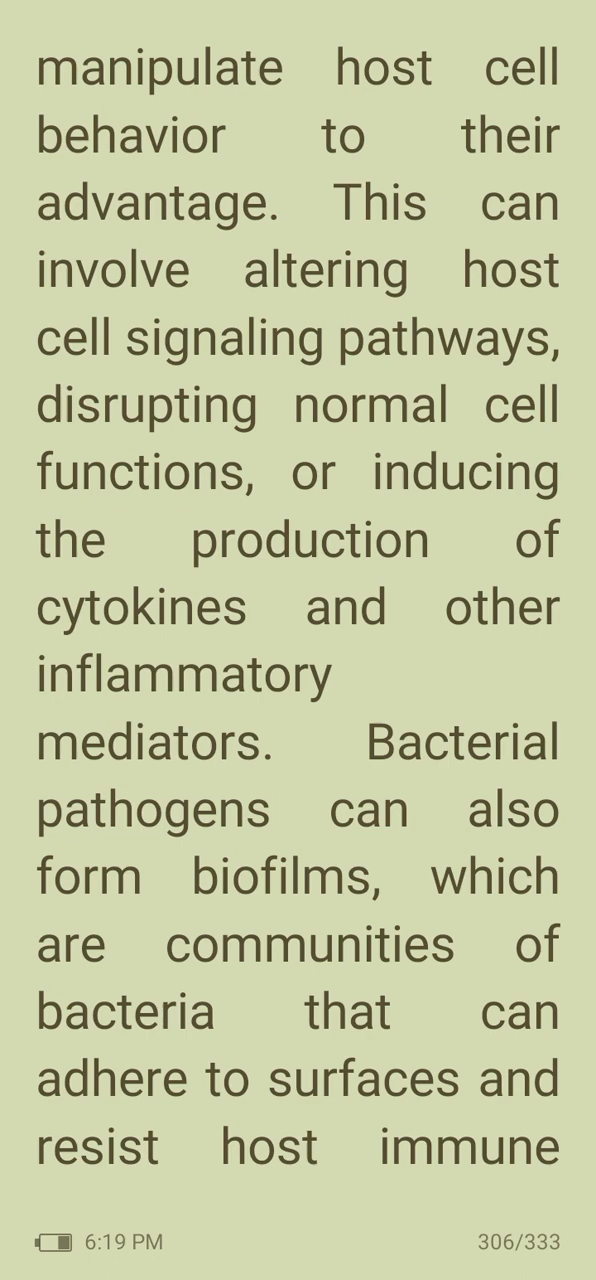 manipulate host cell
behavior to their
advantage. This can
involve altering host
cell signaling pathways,
disrupting normal cell
functions, or inducing
the production of
cytokines and other
inflammatory
mediators. Bacterial
pathogens can also
form biofilms, which
are communities of
bacteria that can
adhere to surfaces and
resist host immune
6:19 PM 306/333